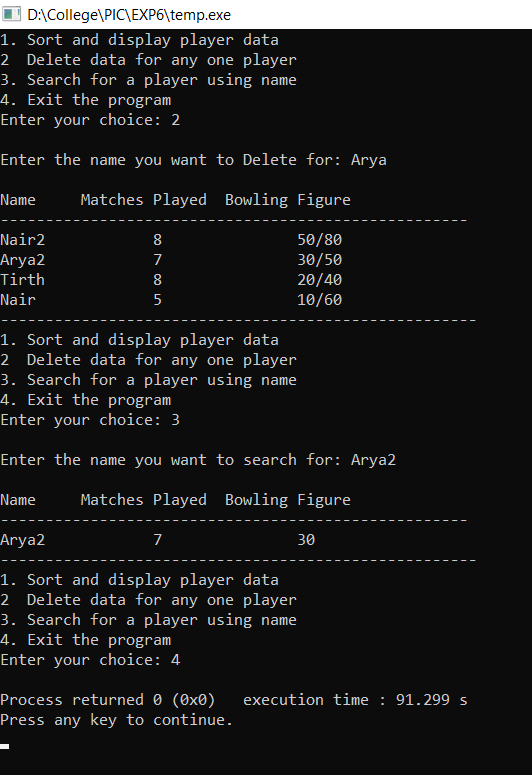 D:\College\PIC\EXP6\temp.exe
1. Sort and display player data
2  Delete data for any one player
3. Search for a player using name
4. Exit the program
Enter your choice: 2
Enter the name you want to Delete for: Arya
Name     Matches Played  Bowling Figure
----------------------------------------------------
Nair2            8               50/80
Arya2            7               30/50
Tirth            8               20/40
Nair             5               10/60
-----------------------------------------------------
1. Sort and display player data
2  Delete data for any one player
3. Search for a player using name
4. Exit the program
Enter your choice: 3
Enter the name you want to search for: Arya2
Name     Matches Played  Bowling Figure
----------------------------------------------------
Arya2            7               30
-----------------------------------------------------
1. Sort and display player data
2  Delete data for any one player
3. Search for a player using name
4. Exit the program
Enter your choice: 4
Process returned 0 (0x0)   execution time : 91.299 s
Press any key to continue.